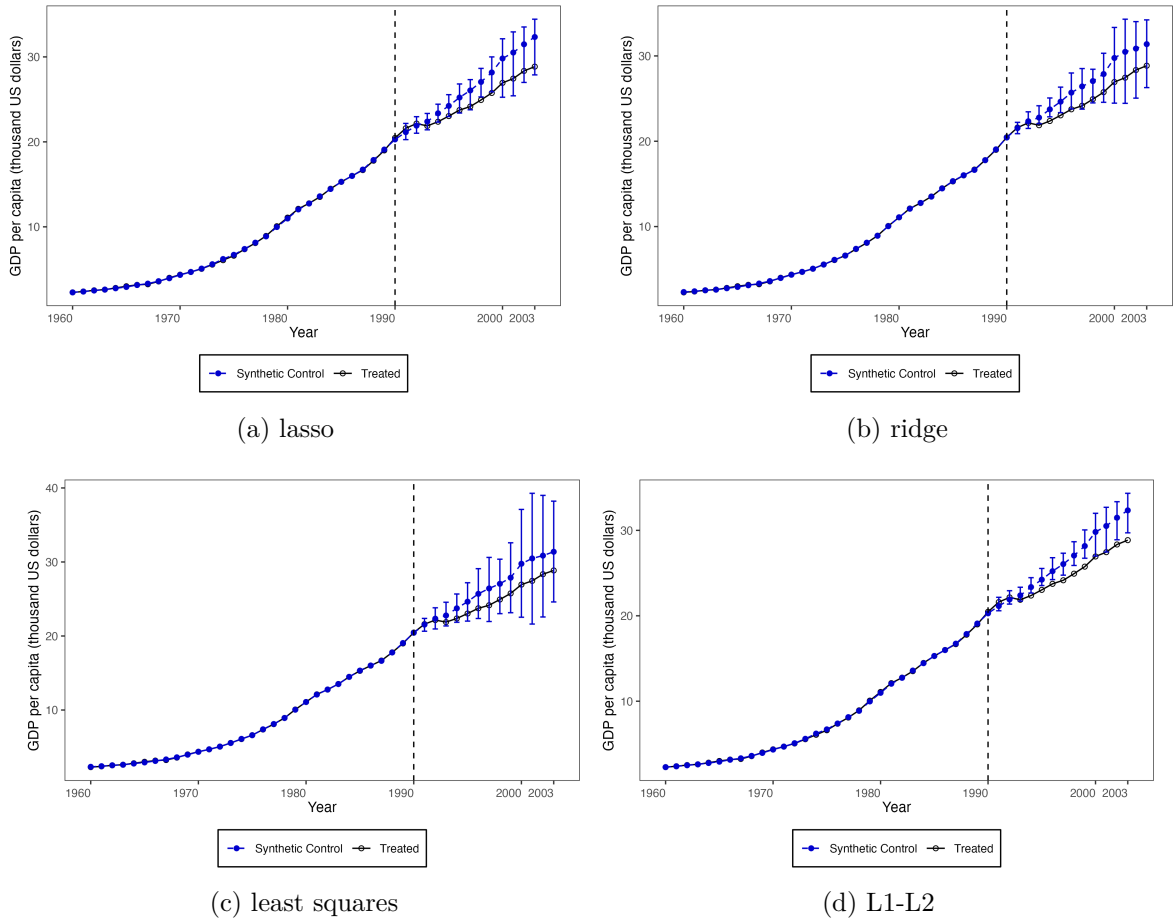 GDP per capita (thousand US dollars)
30
20
10
1960 1970 1980 1990 2000 2003
Year
Synthetic Control Treated
(a) lasso
GDP per capita (thousand US dollars)
30
20
10
1960 1970 1980 1990 2000 2003
Year
Synthetic Control Treated
(b) ridge
GDP per capita (thousand US dollars)
40
30
20
10
1960 1970 1980 1990 2000 2003
Year
Synthetic Control Treated
(c) least squares
GDP per capita (thousand US dollars)
30
20
10
1960 1970 1980 1990 2000 2003
Year
Synthetic Control Treated
(d) L1-L2